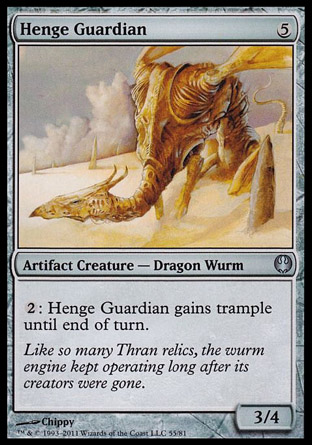 Henge Guardian 5
Artifact Creature — Dragon Wurm
2: Henge Guardian gains trample
until end of turn.
Like so many Thran relics, the wurm
engine kept operating long after its
creators were gone.
Chippy
™ & © 1993–2011 Wizards of the Coast LLC 55/81
3/4